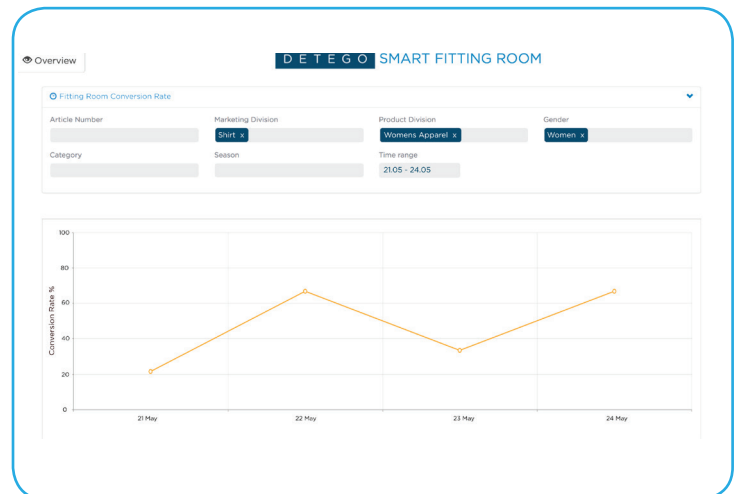 Overview
DETEGO SMART FITTING ROOM
Fitting Room Conversion Rate
Article Number Marketing Division Product Division Gender
Shirt x Womens Apparel x Women x
Category Season Time range
21.05 - 24.05
100
80
60
40
20
0
Conversion Rate %
21 May 22 May 23 May 24 May